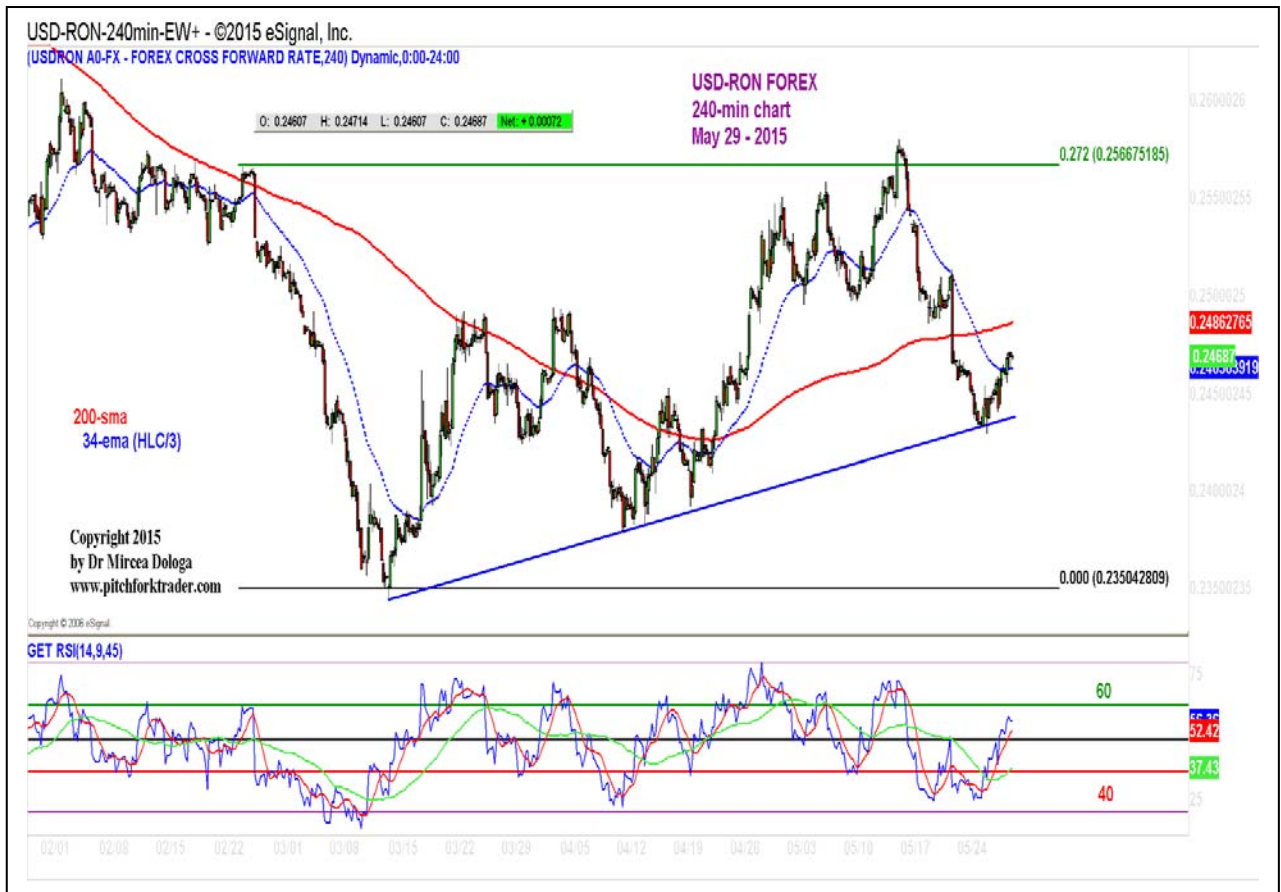 USD-RON-240min-EW+ - ©2015 eSignal, Inc.
(USDRON A0-FX - FOREX CROSS FORWARD RATE,240) Dynamic,0:00-24:00
USD-RON FOREX
240-min chart
May 29 - 2015
O: 0.24607 H: 0.24714 L: 0.24607 C: 0.24687 Net: +0.00072
0.2600026
0.272 (0.256675185)
0.25500255
0.2500025
0.24862765
0.24687
0.24500245
200-sma
34-ema (HLC/3)
0.2400024
Copyright 2015
by Dr Mircea Dologa
www.pitchforktrader.com
0.000 (0.235042809)
0.23500235
Copyright © 2006 eSignal
GET RSI(14,9,45)
75
60
52.42
37.43
40
25
02/01 02/08 02/15 02/22 03/01 03/08 03/15 03/22 03/29 04/05 04/12 04/19 04/26 05/03 05/10 05/17 05/24